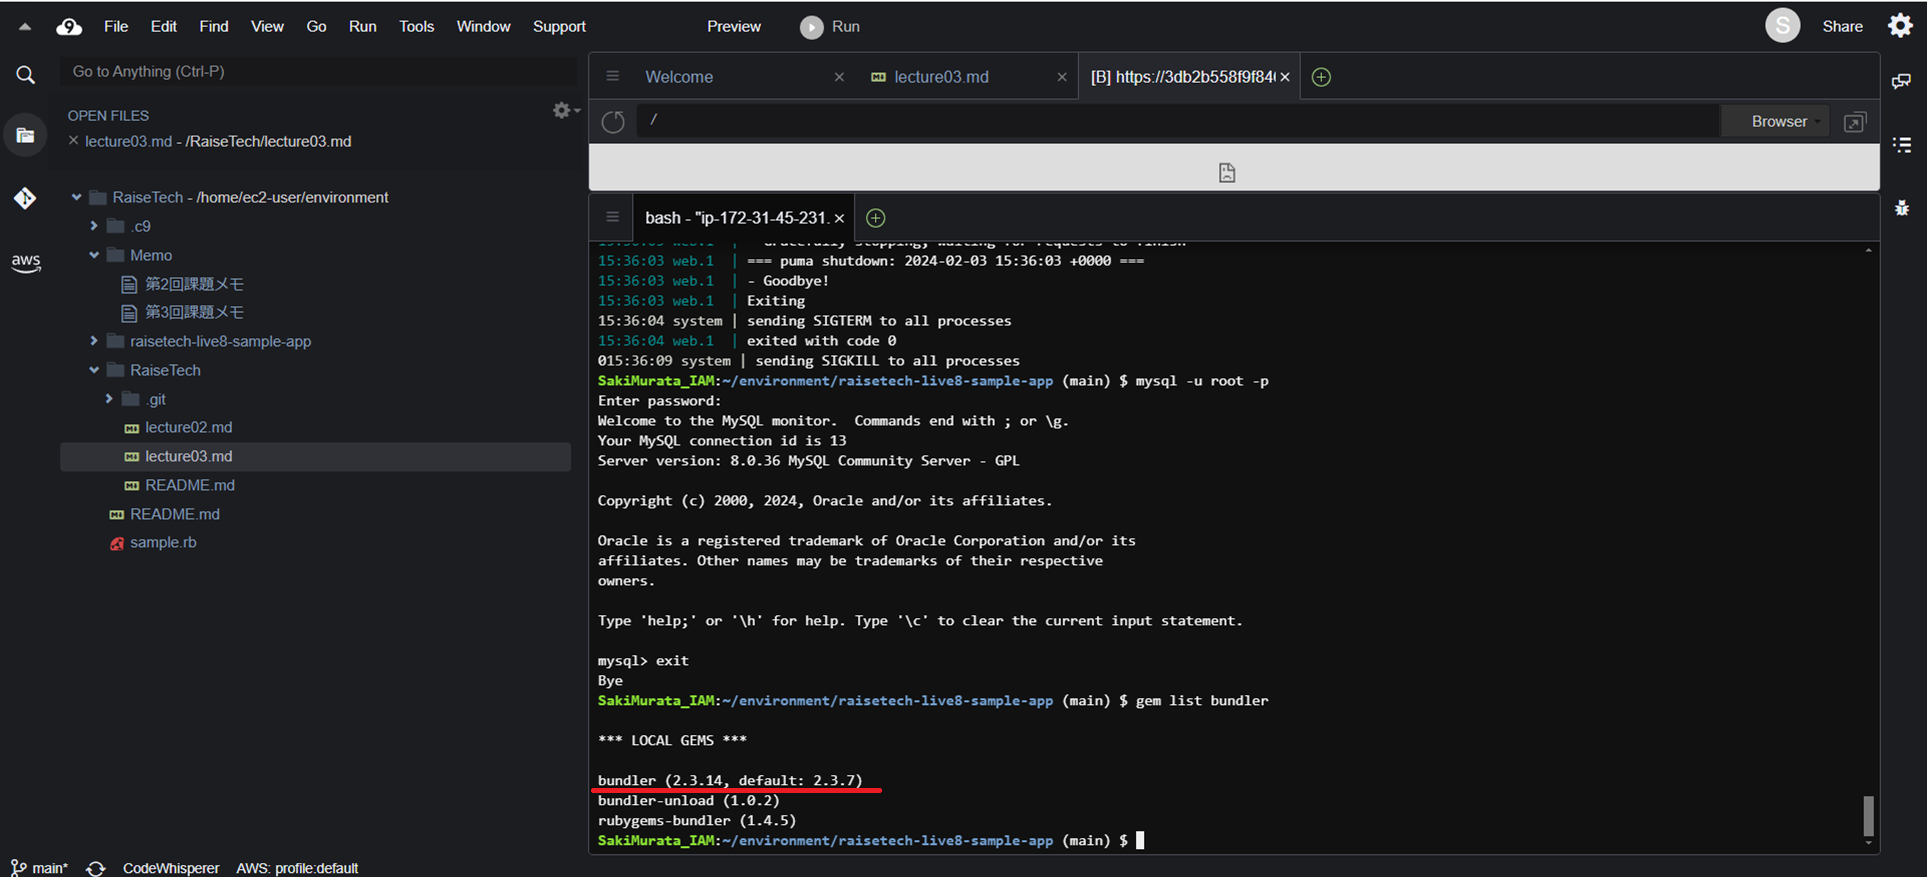 File Edit Find View Go Run Tools Window Support Preview Run S Share
Go to Anything (Ctrl-P)
Welcome lecture03.md [B] https://3db2b558f9f84
OPEN FILES
lecture03.md - /RaiseTech/lecture03.md
/ Browser
RaiseTech - /home/ec2-user/environment
.c9
Memo
第2回課題メモ
第3回課題メモ
raisetech-live8-sample-app
RaiseTech
.git
lecture02.md
lecture03.md
README.md
README.md
sample.rb
aws
bash - "ip-172-31-45-231.
15:36:03 web.1 | - Gracefully stopping, waiting for requests to finish
15:36:03 web.1 | === puma shutdown: 2024-02-03 15:36:03 +0000 ===
15:36:03 web.1 | - Goodbye!
15:36:03 web.1 | Exiting
15:36:04 system | sending SIGTERM to all processes
15:36:04 web.1 | exited with code 0
015:36:09 system | sending SIGKILL to all processes
SakiMurata_IAM:~/environment/raisetech-live8-sample-app (main) $ mysql -u root -p
Enter password:
Welcome to the MySQL monitor. Commands end with ; or \g.
Your MySQL connection id is 13
Server version: 8.0.36 MySQL Community Server - GPL
Copyright (c) 2000, 2024, Oracle and/or its affiliates.
Oracle is a registered trademark of Oracle Corporation and/or its
affiliates. Other names may be trademarks of their respective
owners.
Type 'help;' or '\h' for help. Type '\c' to clear the current input statement.
mysql> exit
Bye
SakiMurata_IAM:~/environment/raisetech-live8-sample-app (main) $ gem list bundler
*** LOCAL GEMS ***
bundler (2.3.14, default: 2.3.7)
bundler-unload (1.0.2)
rubygems-bundler (1.4.5)
SakiMurata_IAM:~/environment/raisetech-live8-sample-app (main) $
main* CodeWhisperer AWS: profile:default